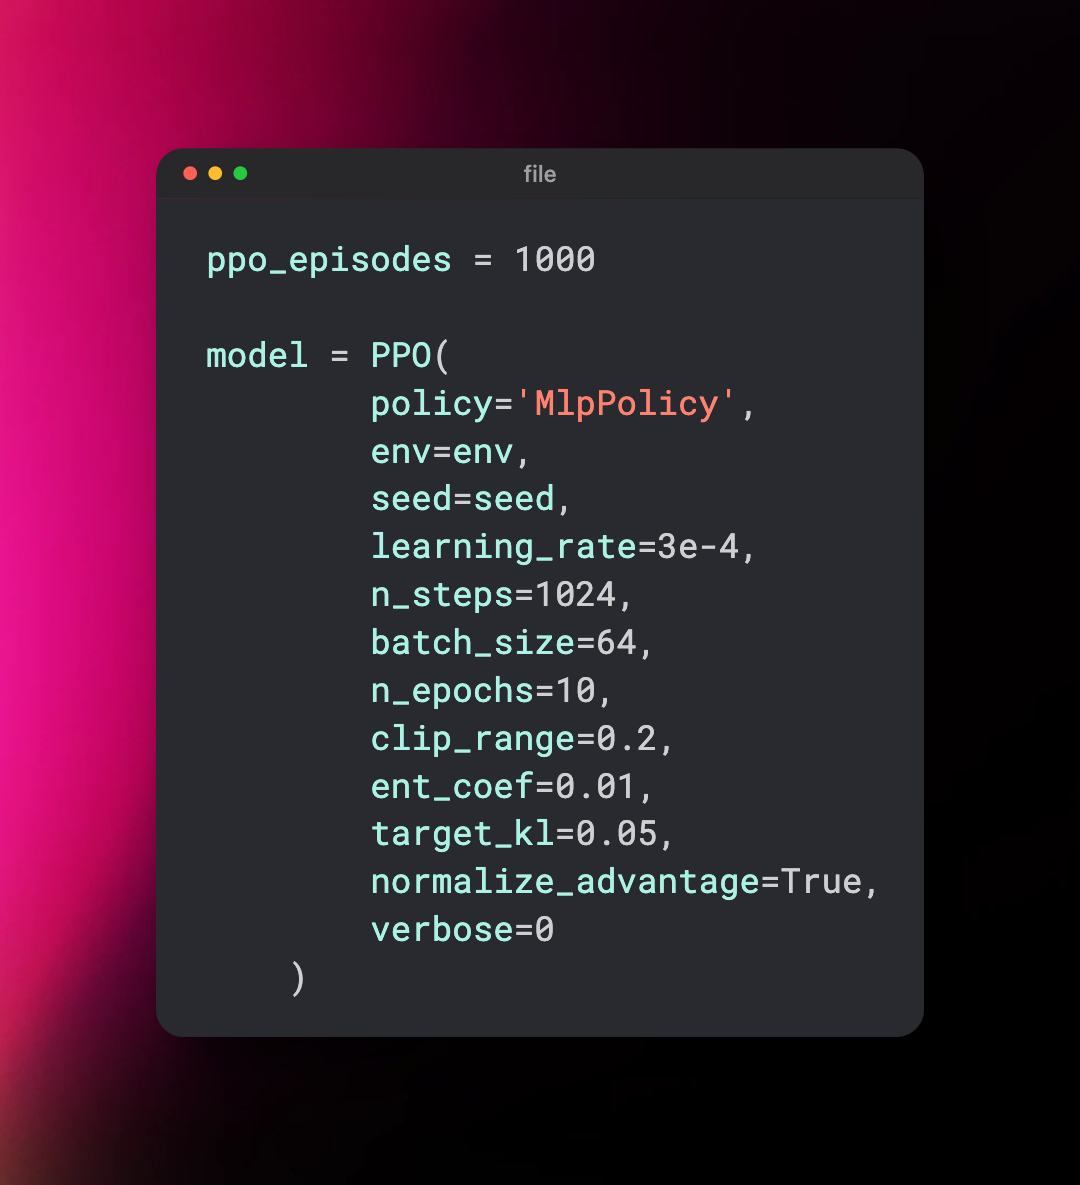 file
ppo_episodes = 1000
model = PPO(
policy='MlpPolicy',
env=env,
seed=seed,
learning_rate=3e-4,
n_steps=1024,
batch_size=64,
n_epochs=10,
clip_range=0.2,
ent_coef=0.01,
target_kl=0.05,
normalize_advantage=True,
verbose=0
)